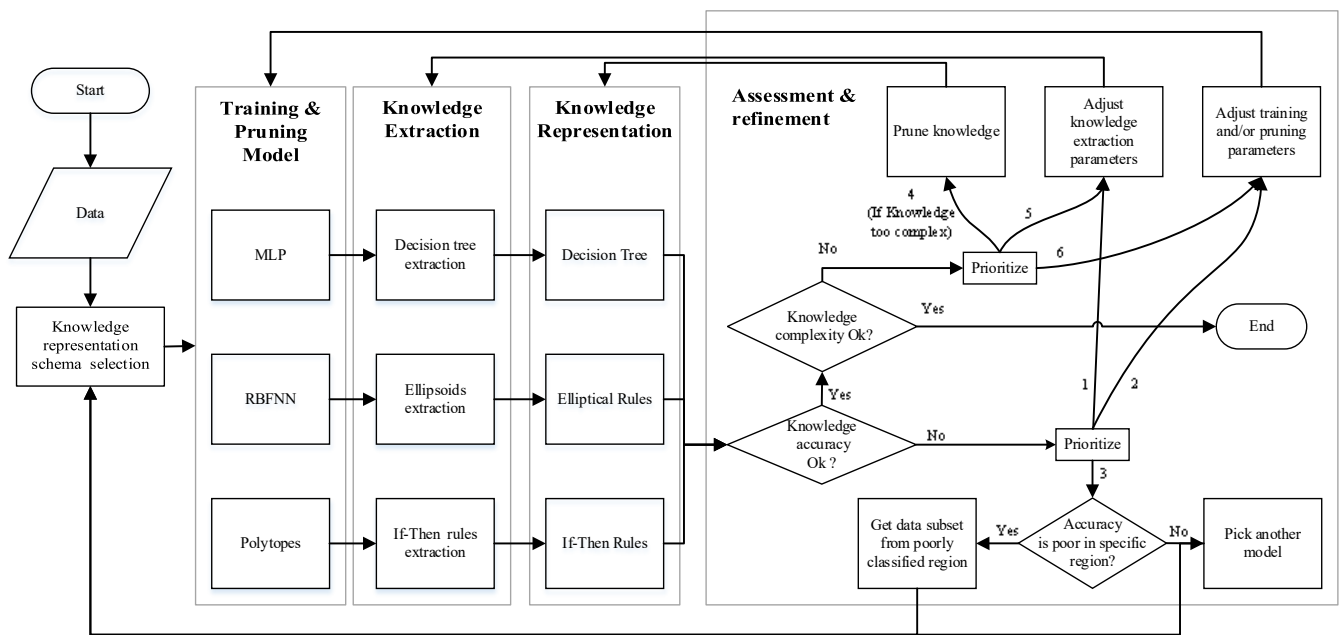 Start
Data
Knowledge
representation
schema selection
Training &
Pruning
Model
MLP
RBFNN
Polytopes
Knowledge
Extraction
Decision tree
extraction
Ellipsoids
extraction
If-Then rules
extraction
Knowledge
Representation
Decision Tree
Elliptical Rules
If-Then Rules
Assessment &
refinement
Prune knowledge
Adjust
knowledge
extraction
parameters
Adjust training
and/or pruning
parameters
4
(If Knowledge
too complex)
5
6
No
Prioritize
Knowledge
complexity Ok?
Yes
End
Yes
1
2
Knowledge
accuracy
Ok ?
No
Prioritize
3
Get data subset
from poorly
classified region
Yes
Accuracy
is poor in specific
region?
No
Pick another
model